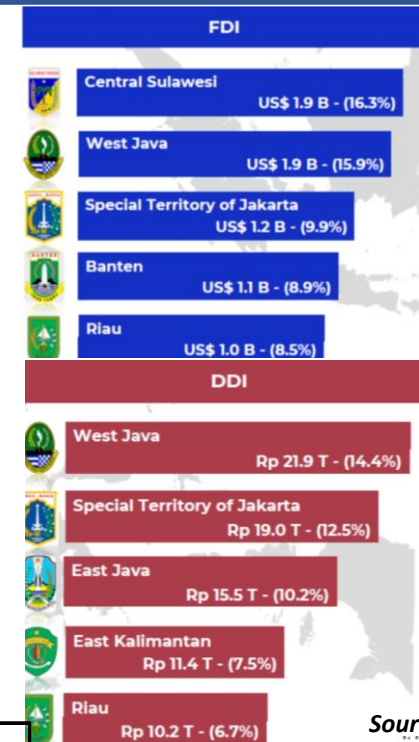 FDI
Central Sulawesi
US$ 1.9 B - (16.3%)
West Java
US$ 1.9 B - (15.9%)
Special Territory of Jakarta
US$ 1.2 B - (9.9%)
Banten
US$ 1.1 B - (8.9%)
Riau
US$ 1.0 B - (8.5%)
DDI
West Java
Rp 21.9 T - (14.4%)
Special Territory of Jakarta
Rp 19.0 T - (12.5%)
East Java
Rp 15.5 T - (10.2%)
East Kalimantan
Rp 11.4 T - (7.5%)
Riau
Rp 10.2 T - (6.7%)
Sour